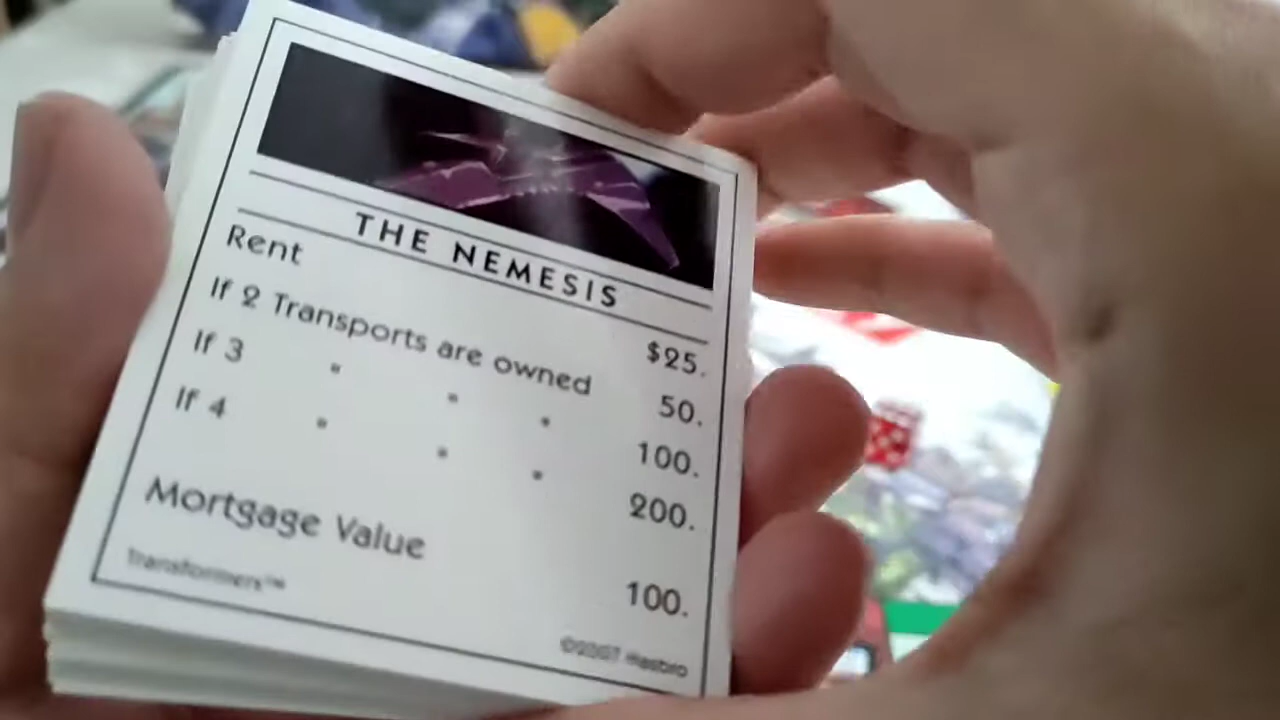 THE NEMESIS
Rent $25.
If 2 Transports are owned 50.
If 3 " " " 100.
If 4 " " " 200.
Mortgage Value 100.
Transformers™
©2007 Hasbro